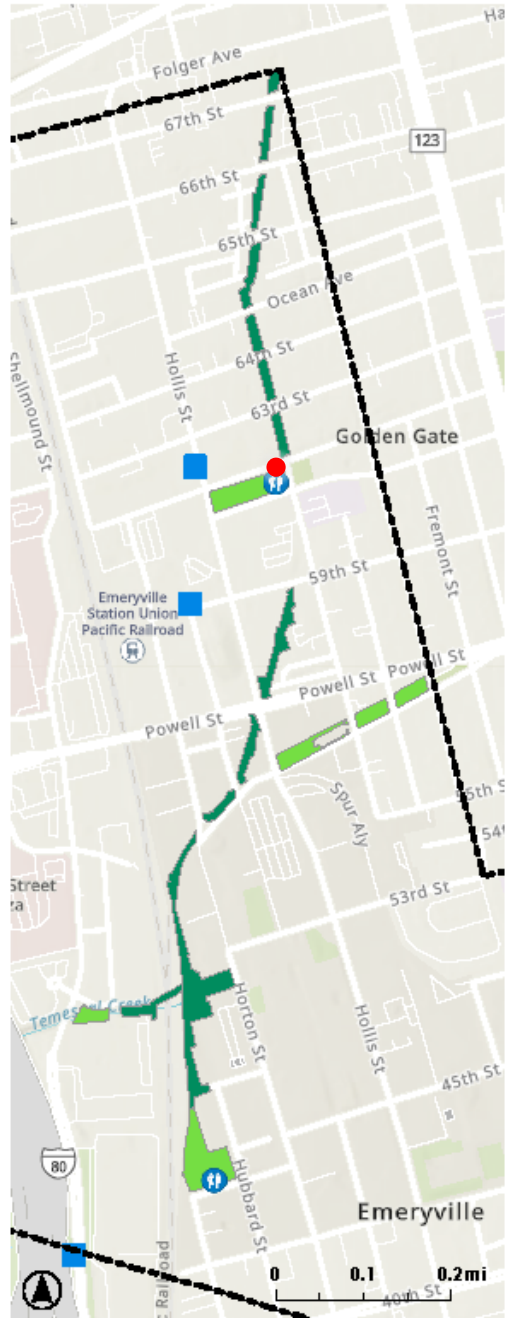 Ha
Folger Ave
67th St
123
66th St
65th St
Ocean Ave
64th St
Shellmound St
Hollis St
63rd St
Golden Gate
Fremont St
59th St
Emeryville
Station Union
Pacific Railroad
Powell St
Powell St
Powell St
Spur Aly
55th S
54t
53rd St
Street
za
Temescal Creek
Horton St
Hollis St
45th St
80
Hubbard St
Emeryville
Railroad
0 0.1 0.2mi
40th St